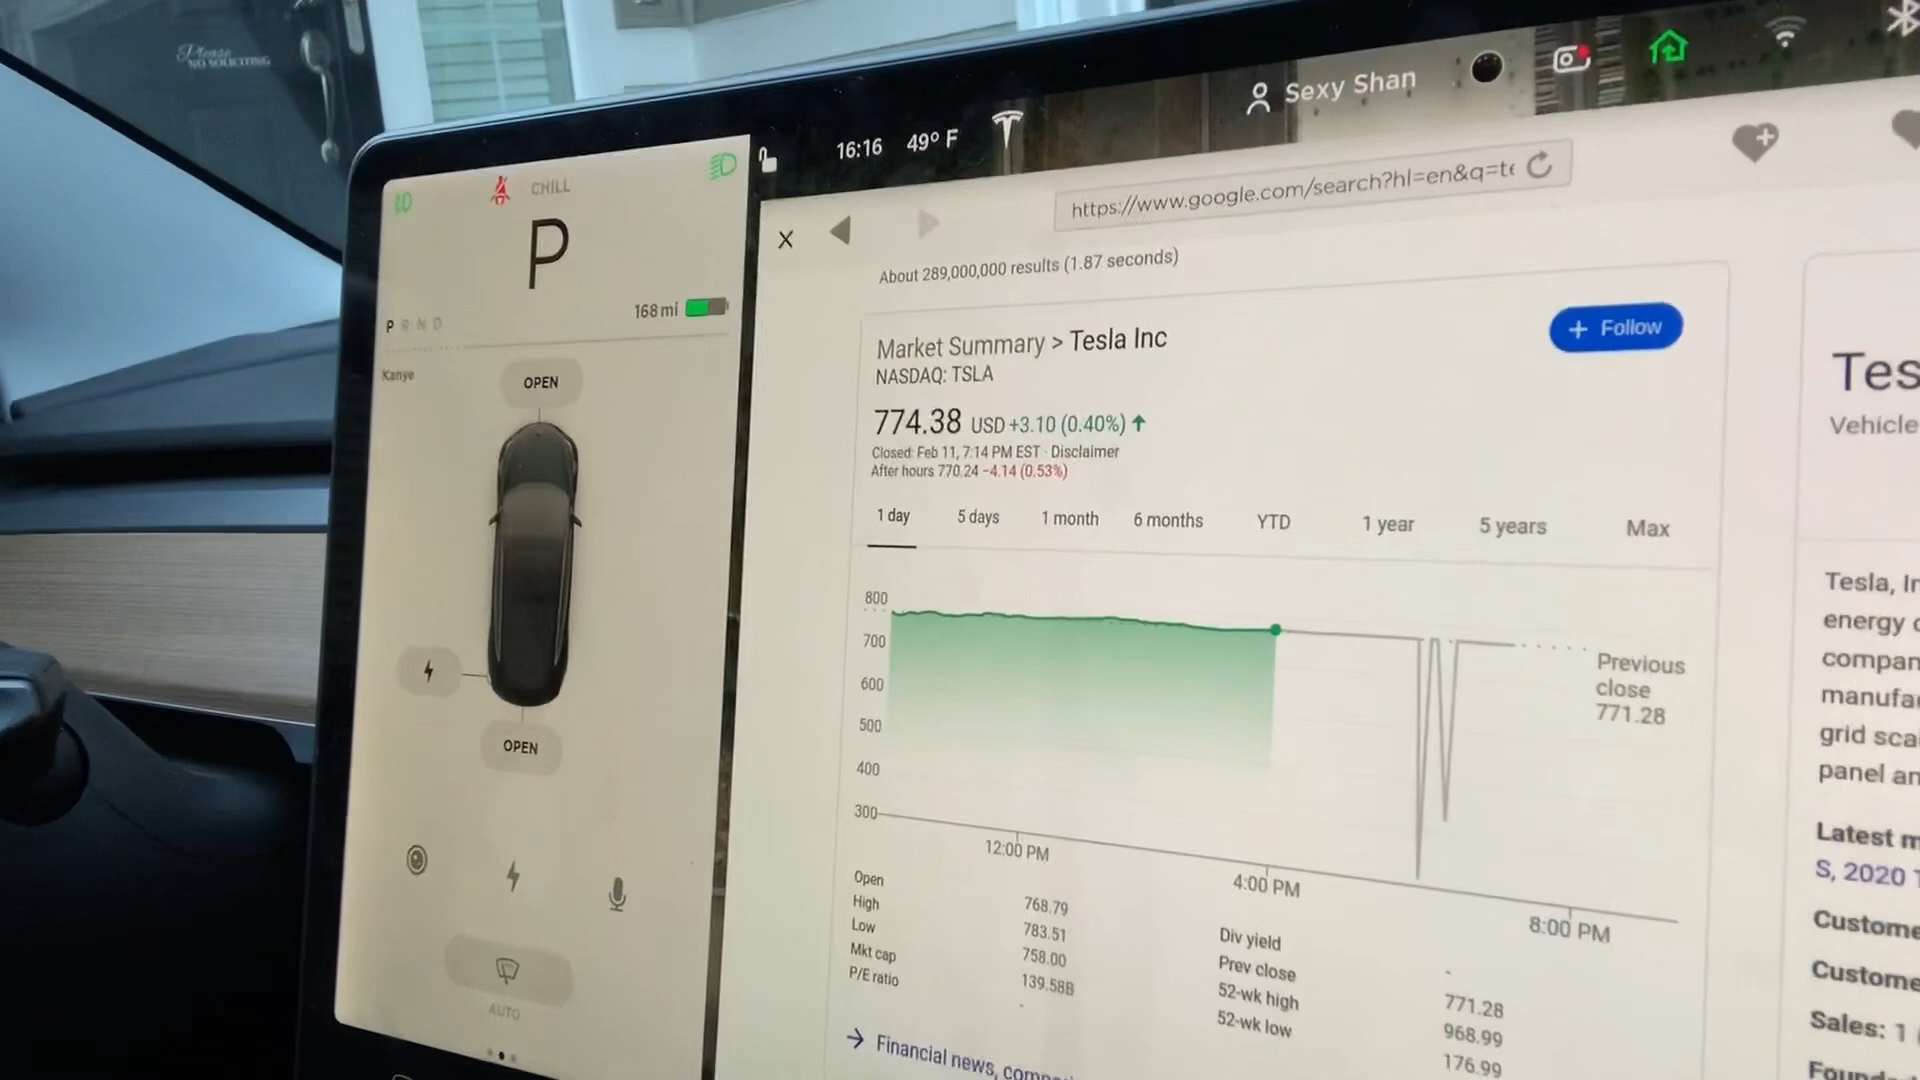 Please
NO SOLICITING
CHILL
P
168 mi
P R N D
Kanye
OPEN
OPEN
AUTO
16:16 49° F
Sexy Shan
https://www.google.com/search?hl=en&q=te
About 289,000,000 results (1.87 seconds)
Market Summary > Tesla Inc
NASDAQ: TSLA
+ Follow
774.38 USD +3.10 (0.40%)
Closed: Feb 11, 7:14 PM EST · Disclaimer
After hours 770.24 −4.14 (0.53%)
1 day 5 days 1 month 6 months YTD 1 year 5 years Max
800
700
600
500
400
300
12:00 PM
4:00 PM
8:00 PM
Previous
close
771.28
Open 768.79
High 783.51
Low 758.00
Mkt cap 139.58B
P/E ratio -
Div yield -
Prev close 771.28
52-wk high 968.99
52-wk low 176.99
Financial news,
Tes
Vehicle
Tesla, In
energy c
compan
manufa
grid sca
panel an
Latest m
S, 2020
Custome
Custome
Sales: 1